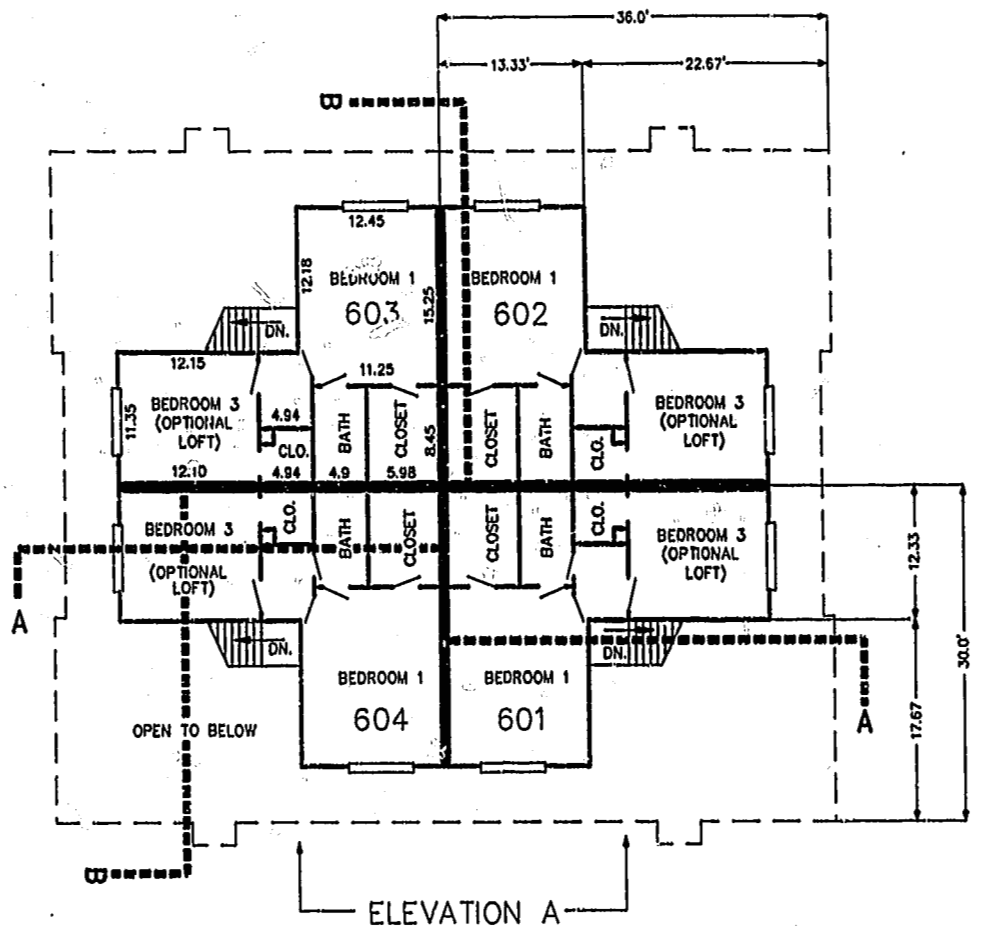 36.0'
13.33'
22.67'
B
12.45
12.18
BEDROOM 1
603
15.25
BEDROOM 1
602
DN.
DN.
12.15
11.25
11.35
BEDROOM 3
(OPTIONAL
LOFT)
4.94
CLO.
BATH
CLOSET
8.45
CLOSET
BATH
CLO.
BEDROOM 3
(OPTIONAL
LOFT)
12.10
4.94
4.9
5.98
BEDROOM 3
(OPTIONAL
LOFT)
CLO.
BATH
CLOSET
CLOSET
BATH
CLO.
BEDROOM 3
(OPTIONAL
LOFT)
12.33
A
DN.
DN.
BEDROOM 1
604
BEDROOM 1
601
A
17.67
30.0'
OPEN TO BELOW
B
ELEVATION A